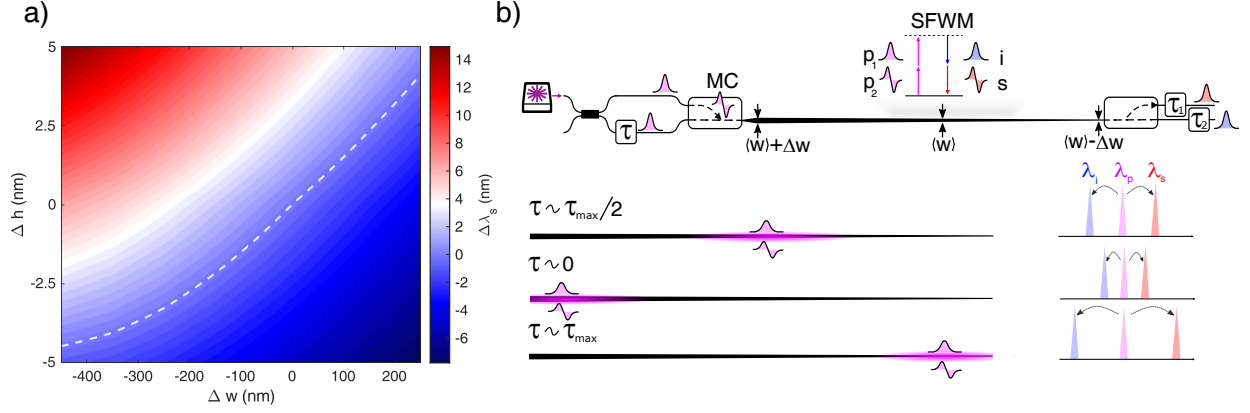 a)
5
2.5
0
-2.5
-5
Δ h (nm)
-400
-300
-200
-100
0
100
200
Δ w (nm)
14
12
10
8
6
4
2
0
-2
-4
-6
Δλs (nm)
b)
SFWM
p1
i
p2
s
MC
τ
τ1
τ2
⟨w⟩+Δw
⟨w⟩
⟨w⟩-Δw
λi λp λs
τ ~ τmax/2
τ ~ 0
τ ~ τmax